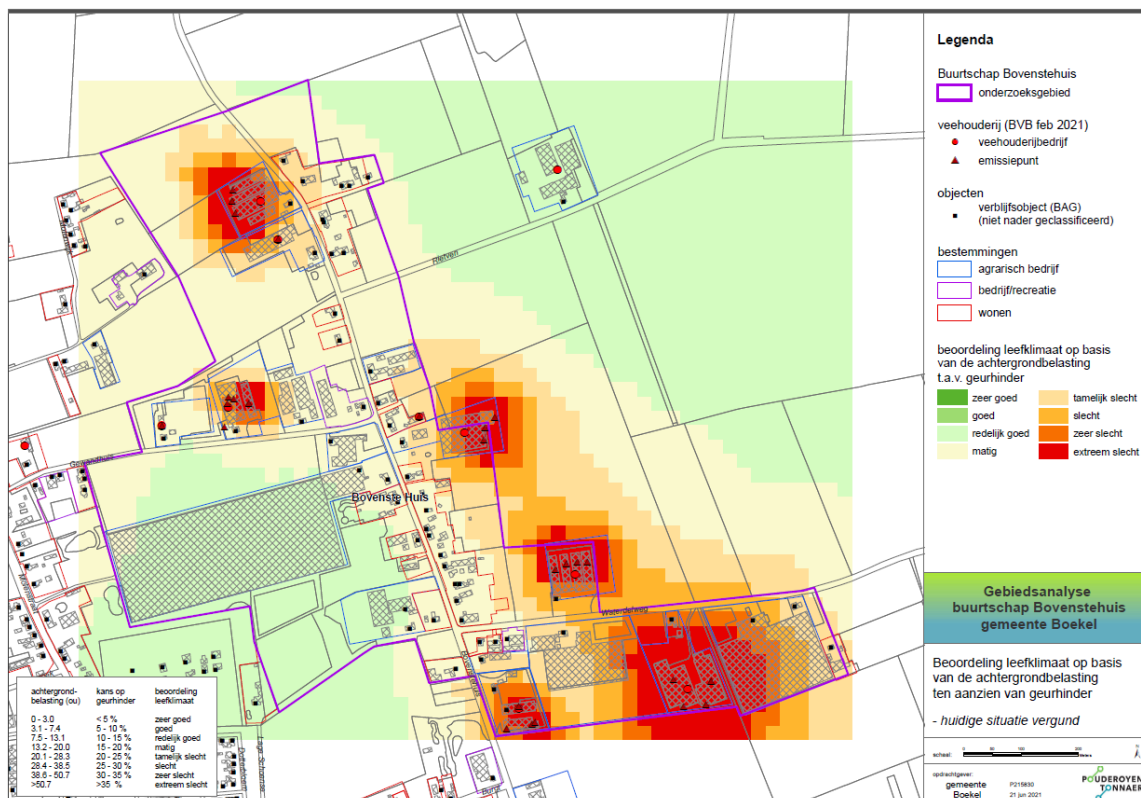 Legenda
Buurtschap Bovenstehuis
onderzoeksgebied
veehouderij (BVB feb 2021)
veehouderijbedrijf
emissiepunt
objecten
verblijfsobject (BAG)
(niet nader geclassificeerd)
bestemmingen
agrarisch bedrijf
bedrijf/recreatie
wonen
beoordeling leefklimaat op basis
van de achtergrondbelasting
t.a.v. geurhinder
zeer goed tamelijk slecht
goed slecht
redelijk goed zeer slecht
matig extreem slecht
Gebiedsanalyse
buurtschap Bovenstehuis
gemeente Boekel
Beoordeling leefklimaat op basis
van de achtergrondbelasting
ten aanzien van geurhinder
- huidige situatie vergund
schaal:
opdrachtgever:
gemeente P215830
Boekel 21 jun 2021
POUDEROYEN
TONNAER
Bovenste Huis
Waterdelweg
achtergrond- kans op beoordeling
belasting (ou) geurhinder leefklimaat
0 - 3.0 < 5 % zeer goed
3.1 - 7.4 5 - 10 % goed
7.5 - 13.1 10 - 15 % redelijk goed
13.2 - 20.0 15 - 20 % matig
20.1 - 28.3 20 - 25 % tamelijk slecht
28.4 - 38.5 25 - 30 % slecht
38.6 - 50.7 30 - 35 % zeer slecht
>50.7 >35 % extreem slecht